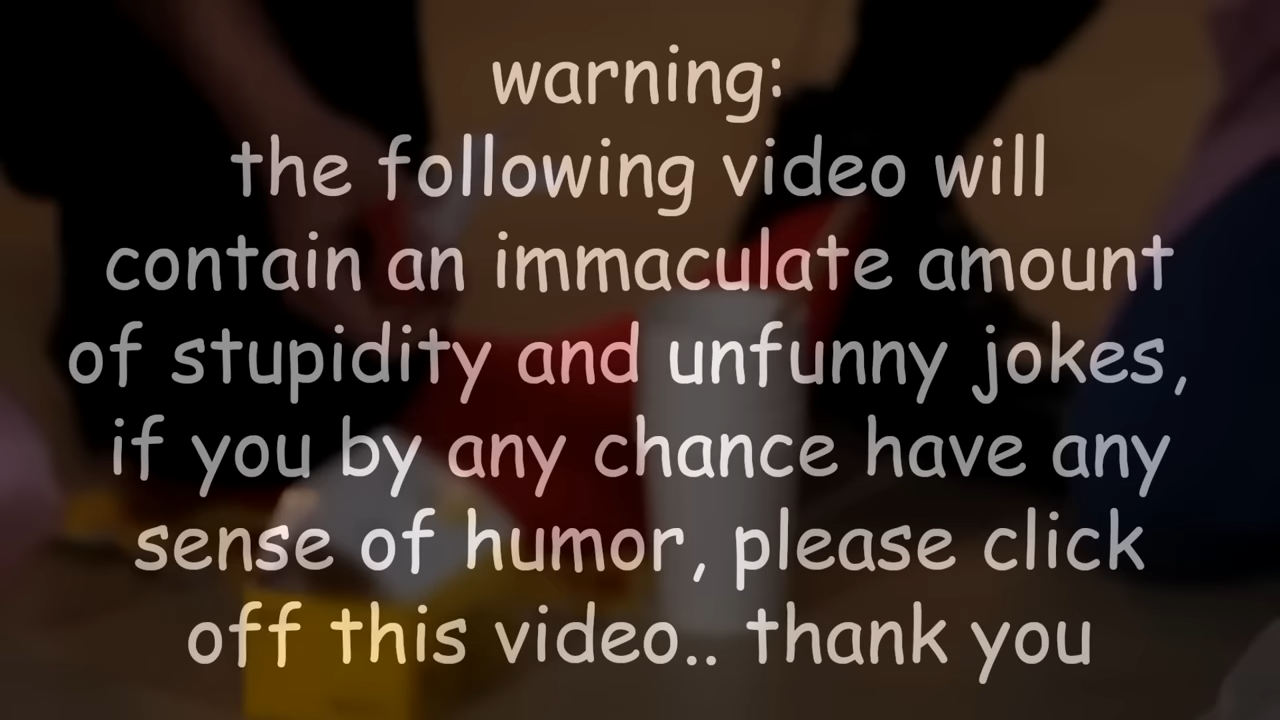 warning:
the following video will
contain an immaculate amount
of stupidity and unfunny jokes,
if you by any chance have any
sense of humor, please click
off this video.. thank you